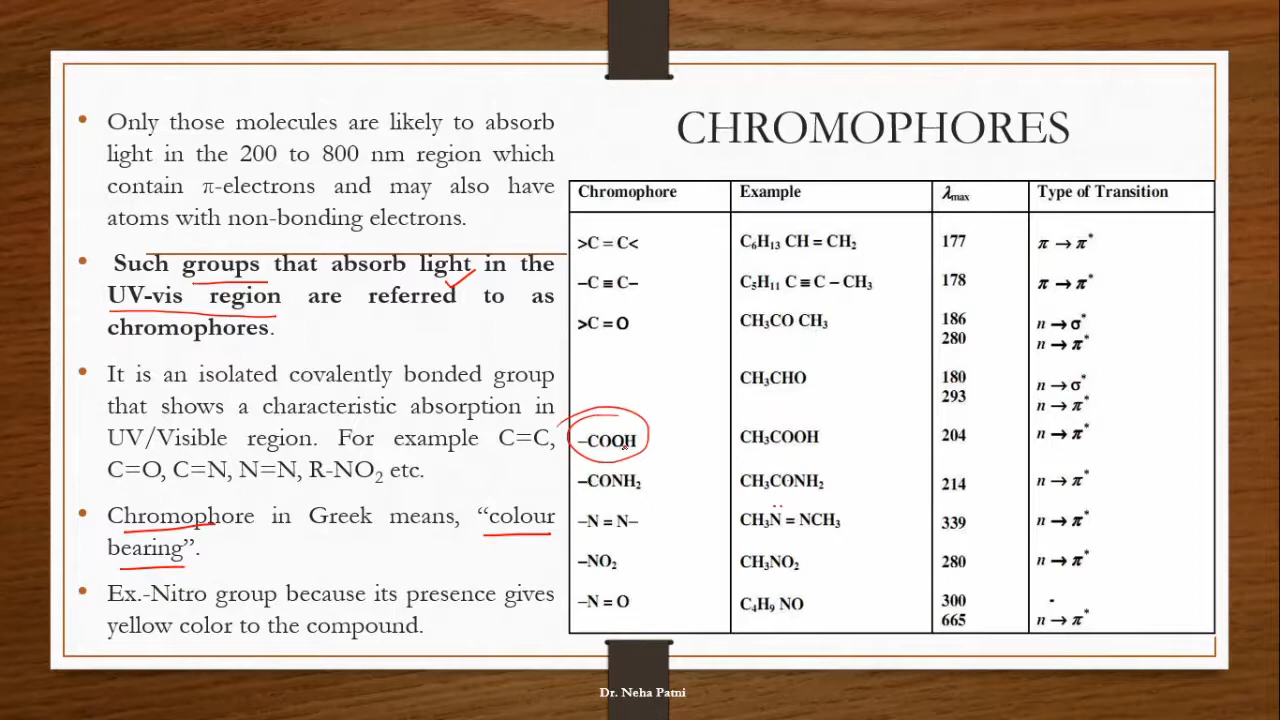 CHROMOPHORES
• Only those molecules are likely to absorb
light in the 200 to 800 nm region which
contain π-electrons and may also have
atoms with non-bonding electrons.
• Such groups that absorb light in the
UV-vis region are referred to as
chromophores.
• It is an isolated covalently bonded group
that shows a characteristic absorption in
UV/Visible region. For example C=C,
C=O, C=N, N=N, R-NO₂ etc.
• Chromophore in Greek means, “colour
bearing”.
• Ex.-Nitro group because its presence gives
yellow color to the compound.
Chromophore Example λmax Type of Transition
>C = C< C₆H₁₃ CH = CH₂ 177 π → π*
–C ≡ C– C₅H₁₁ C ≡ C – CH₃ 178 π → π*
>C = O CH₃CO CH₃ 186 n → σ*
280 n → π*
CH₃CHO 180 n → σ*
293 n → π*
–COOH CH₃COOH 204 n → π*
–CONH₂ CH₃CONH₂ 214 n → π*
–N = N– CH₃N = NCH₃ 339 n → π*
–NO₂ CH₃NO₂ 280 n → π*
–N = O C₄H₉ NO 300 -
665 n → π*
Dr. Neha Patni